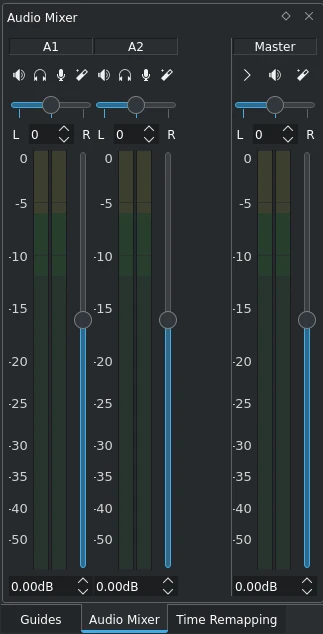 Audio Mixer
A1 A2 Master
L 0 R L 0 R L 0 R
0 0 0
-5 -5 -5
-10 -10 -10
-15 -15 -15
-20 -20 -20
-25 -25 -25
-30 -30 -30
-35 -35 -35
-40 -40 -40
-50 -50 -50
0.00dB 0.00dB 0.00dB
Guides Audio Mixer Time Remapping